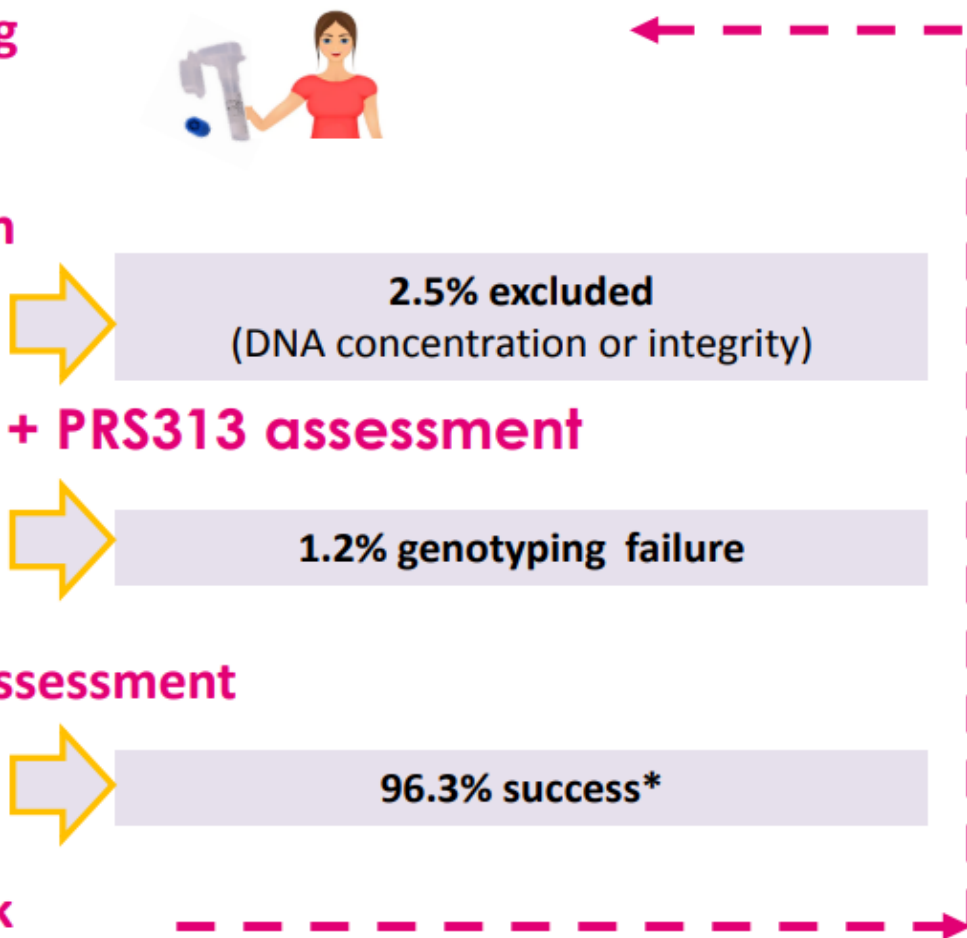 g
n
2.5% excluded
(DNA concentration or integrity)
+ PRS313 assessment
1.2% genotyping failure
ssessment
96.3% success*
k